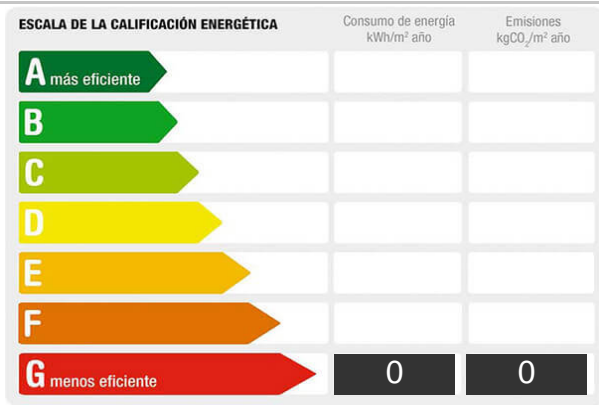 ESCALA DE LA CALIFICACIÓN ENERGÉTICA
Consumo de energía
kWh/m² año
Emisiones
kgCO₂/m² año
A más eficiente
B
C
D
E
F
G menos eficiente
0
0